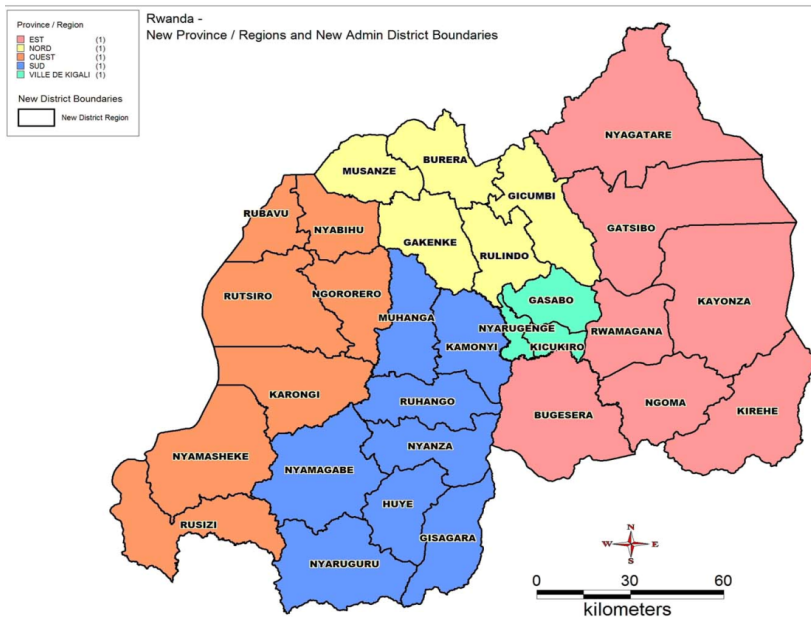 Province / Region
EST (1)
NORD (1)
OUEST (1)
SUD (1)
VILLE DE KIGALI (1)
New District Boundaries
New District Region
Rwanda -
New Province / Regions and New Admin District Boundaries
NYAGATARE
BURERA
MUSANZE
GICUMBI
RUBAVU
NYABIHU
GATSIBO
GAKENKE
RULINDO
RUTSIRO
NGORORERO
GASABO
KAYONZA
MUHANGA
NYARUGENGE
RWAMAGANA
KAMONYI
KICUKIRO
KARONGI
RUHANGO
NGOMA
BUGESERA
KIREHE
NYANZA
NYAMASHEKE
NYAMAGABE
HUYE
RUSIZI
GISAGARA
NYARUGURU
N
W E
S
0 30 60
kilometers